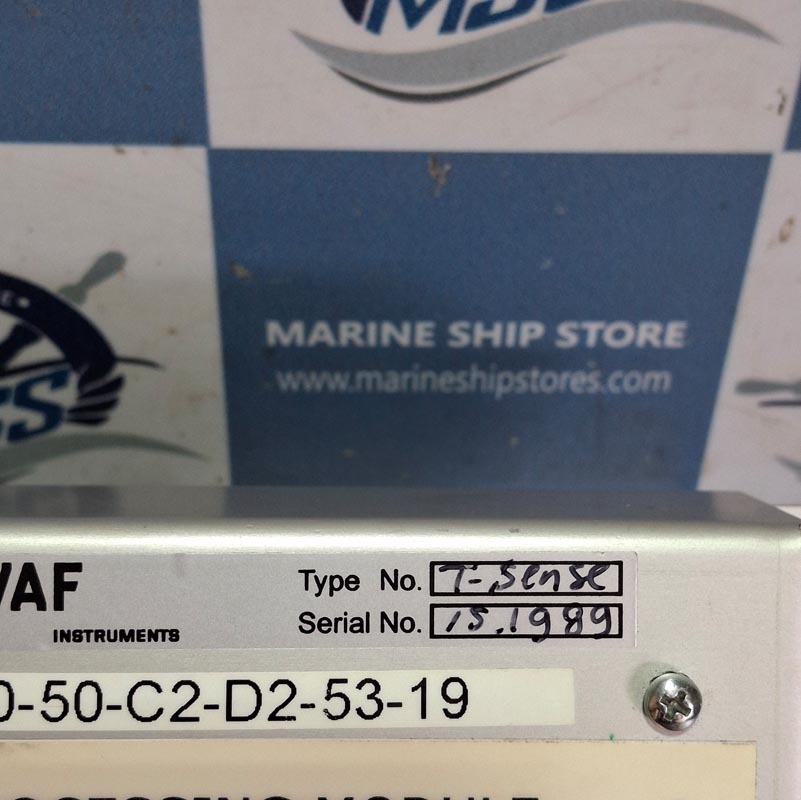 MARINE SHIP STORE
www.marineshipstores.com
VAF
INSTRUMENTS
Type No. T-sense
Serial No. 15.1989
0-50-C2-D2-53-19